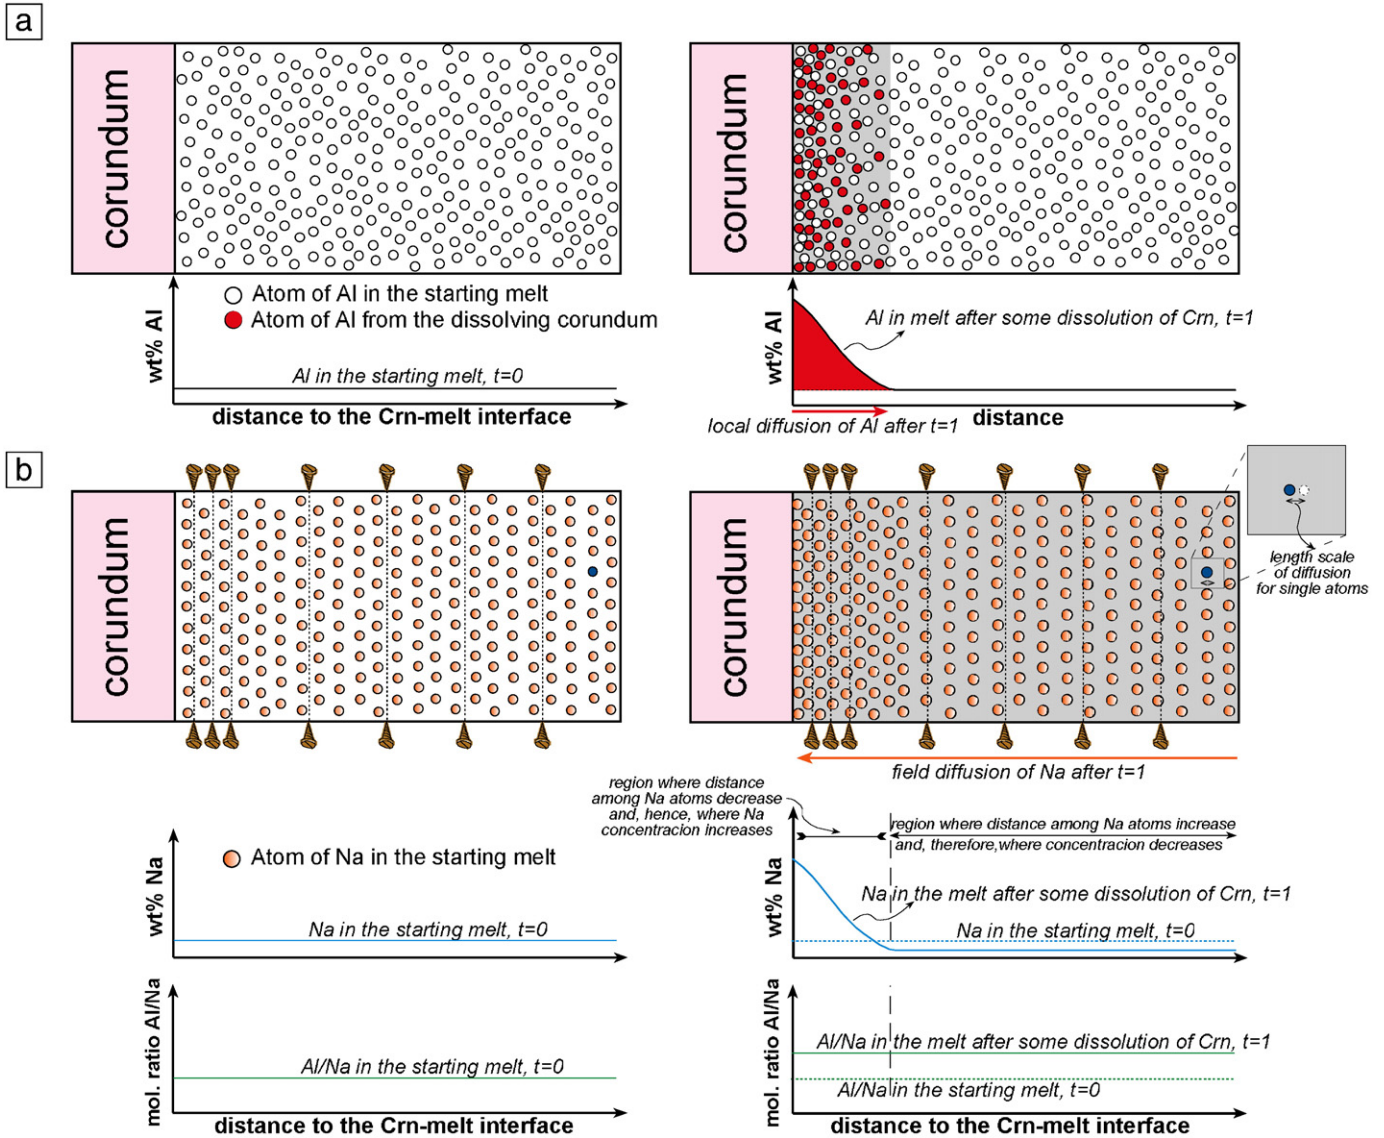 a
corundum
corundum
Atom of Al in the starting melt
Atom of Al from the dissolving corundum
wt% Al
Al in the starting melt, t=0
distance to the Crn-melt interface
wt% Al
Al in melt after some dissolution of Crn, t=1
local diffusion of Al after t=1
distance
b
corundum
corundum
length scale
of diffusion
for single atoms
field diffusion of Na after t=1
region where distance
among Na atoms decrease
and, hence, where Na
concentracion increases
region where distance among Na atoms increase
and, therefore, where concentracion decreases
wt% Na
Atom of Na in the starting melt
Na in the starting melt, t=0
wt% Na
Na in the melt after some dissolution of Crn, t=1
Na in the starting melt, t=0
mol. ratio Al/Na
Al/Na in the starting melt, t=0
distance to the Crn-melt interface
mol. ratio Al/Na
Al/Na in the melt after some dissolution of Crn, t=1
Al/Na in the starting melt, t=0
distance to the Crn-melt interface